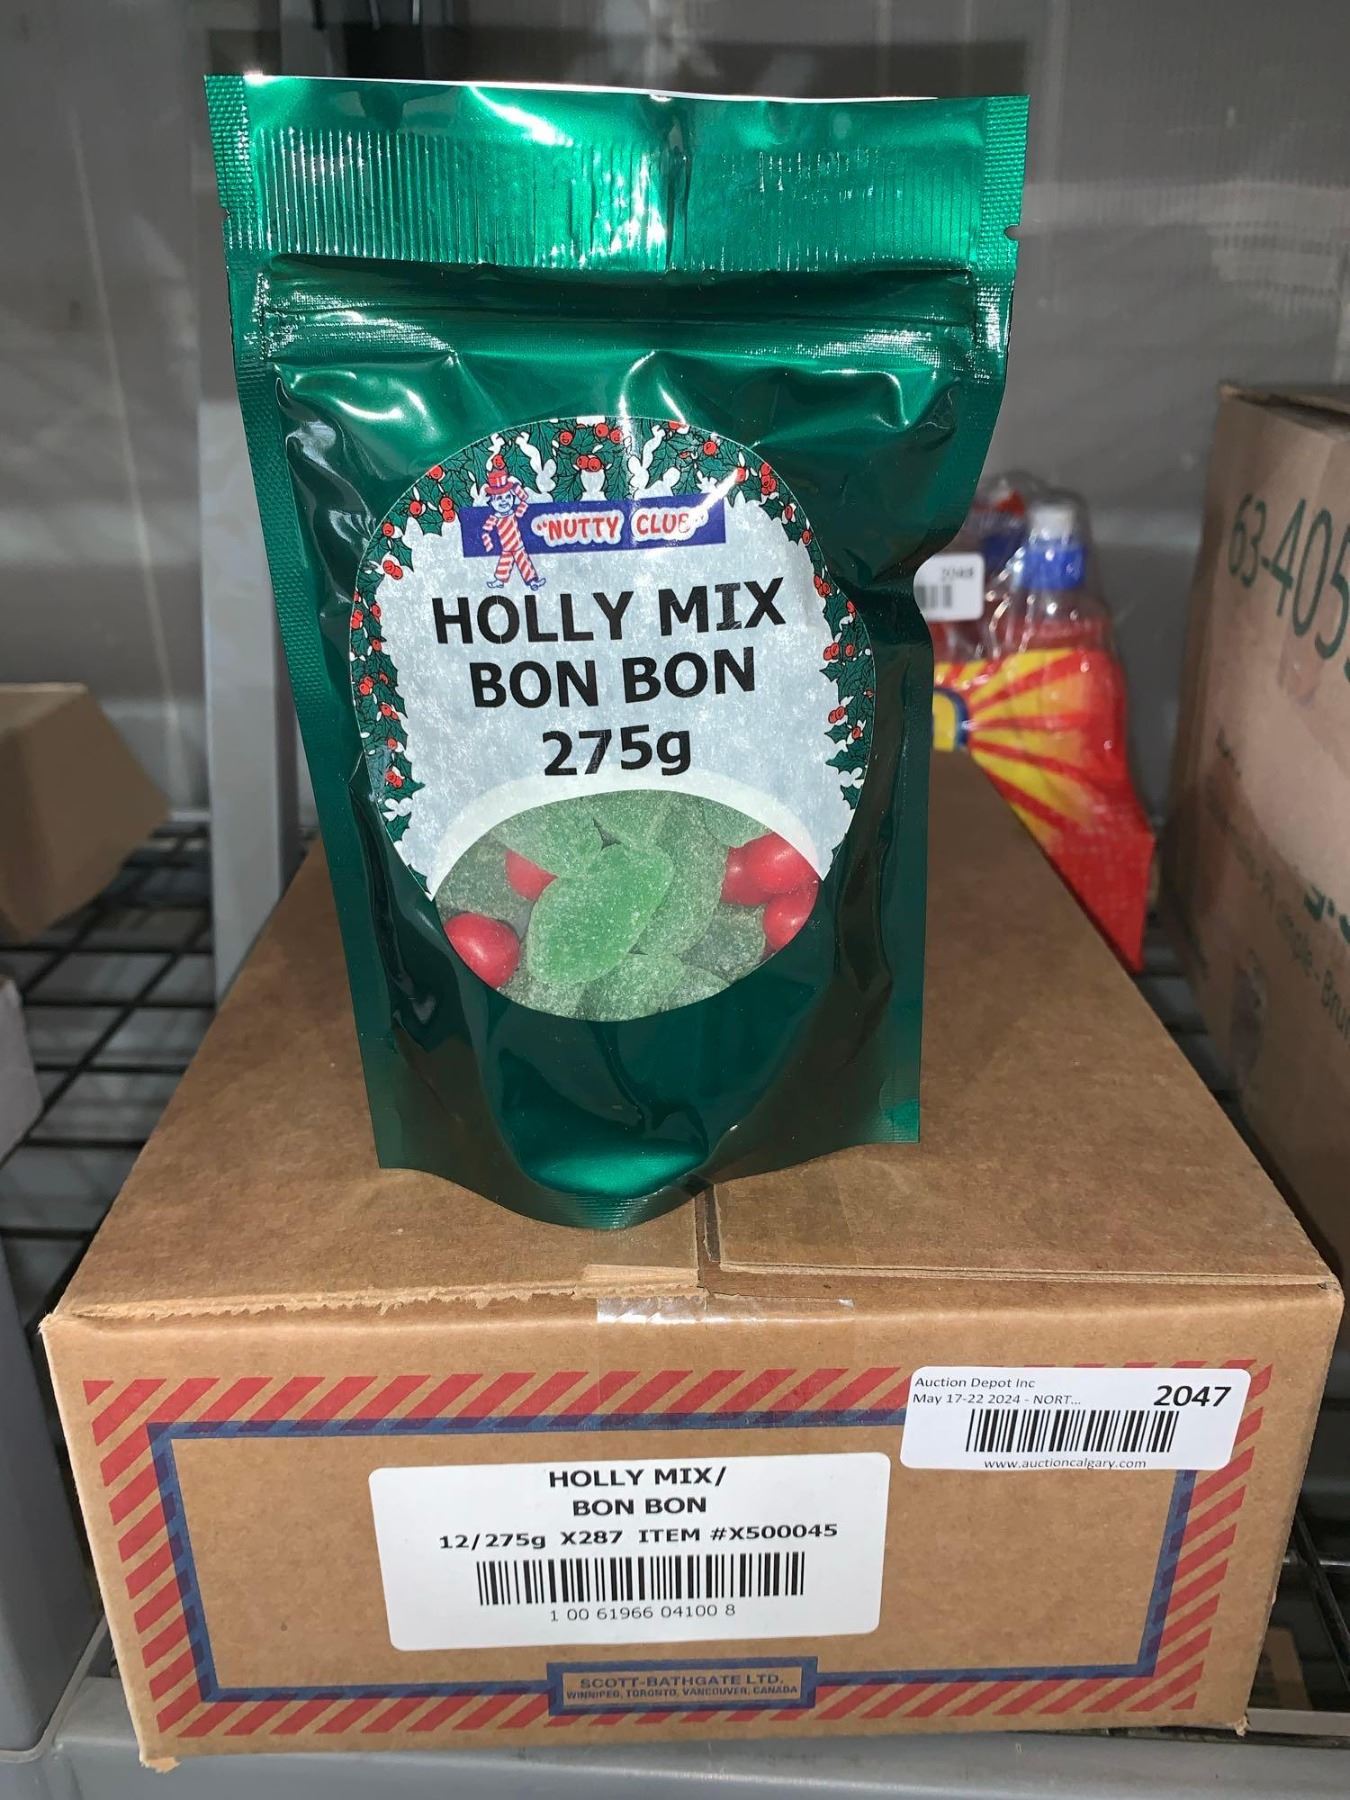 "NUTTY CLUB"
HOLLY MIX
BON BON
275g
2048
63-405
Auction Depot Inc
May 17-22 2024 - NORT...
2047
www.auctioncalgary.com
HOLLY MIX/
BON BON
12/275g X287 ITEM #X500045
1 00 61966 04100 8
SCOTT-BATHGATE LTD.
WINNIPEG, TORONTO, VANCOUVER, CANADA